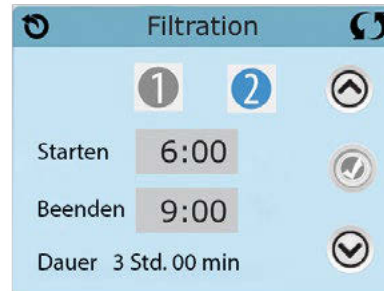 Filtration
1 2
Starten 6:00
Beenden 9:00
Dauer 3 Std. 00 min